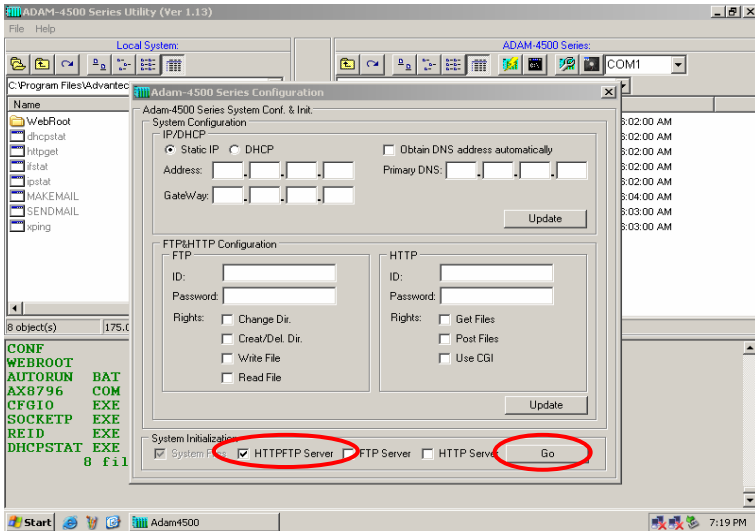 ADAM-4500 Series Utility (Ver 1.13)
File Help
Local System:
ADAM-4500 Series:
COM1
C:\Program Files\Advantec
Name
WebRoot
dhcpstat
httpget
ifstat
ipstat
MAKEMAIL
SENDMAIL
xping
6:02:00 AM
6:02:00 AM
6:02:00 AM
6:02:00 AM
6:02:00 AM
6:04:00 AM
6:03:00 AM
6:03:00 AM
8 object(s) 175.0
Adam-4500 Series Configuration
Adam-4500 Series System Conf. & Init.
System Configuration
IP/DHCP
Static IP DHCP Obtain DNS address automatically
Address: . . . Primary DNS: . . .
GateWay: . . .
Update
FTP&HTTP Configuration
FTP
ID:
Password:
Rights: Change Dir.
Creat/Del. Dir.
Write File
Read File
HTTP
ID:
Password:
Rights: Get Files
Post Files
Use CGI
Update
System Initialization
System Files HTTPFTP Server FTP Server HTTP Server Go
CONF
WEBROOT
AUTORUN BAT
AX8796 COM
CFGIO EXE
SOCKETP EXE
REID EXE
DHCPSTAT EXE
8 fil
Start Adam4500 7:19 PM